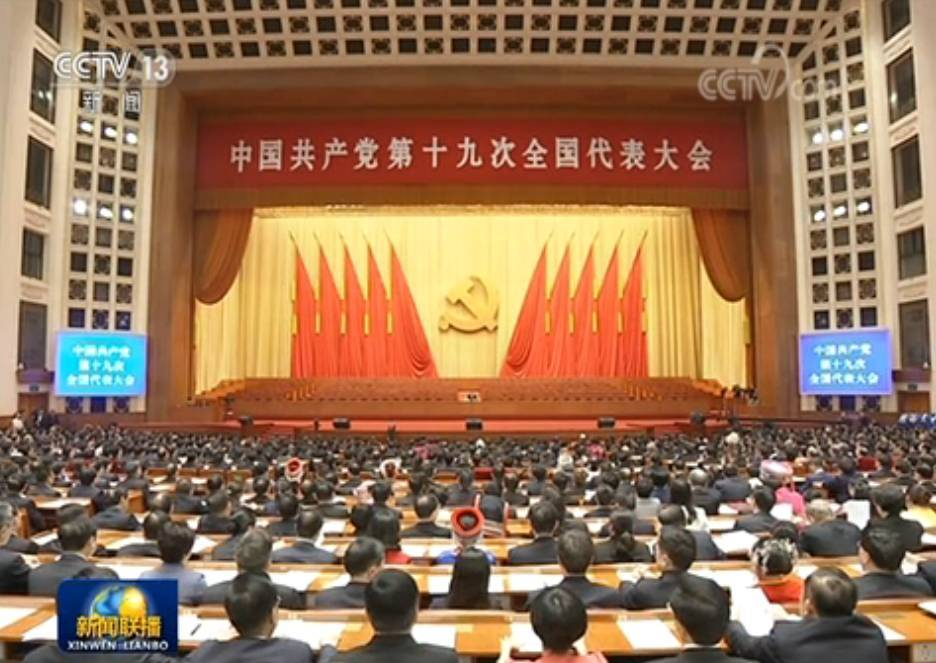 CCTV 13
新闻
CCTV.com
中国共产党第十九次全国代表大会
中国共产党
第十九次
全国代表大会
中国共产党
第十九次
全国代表大会
新闻联播
XINWEN LIANBO